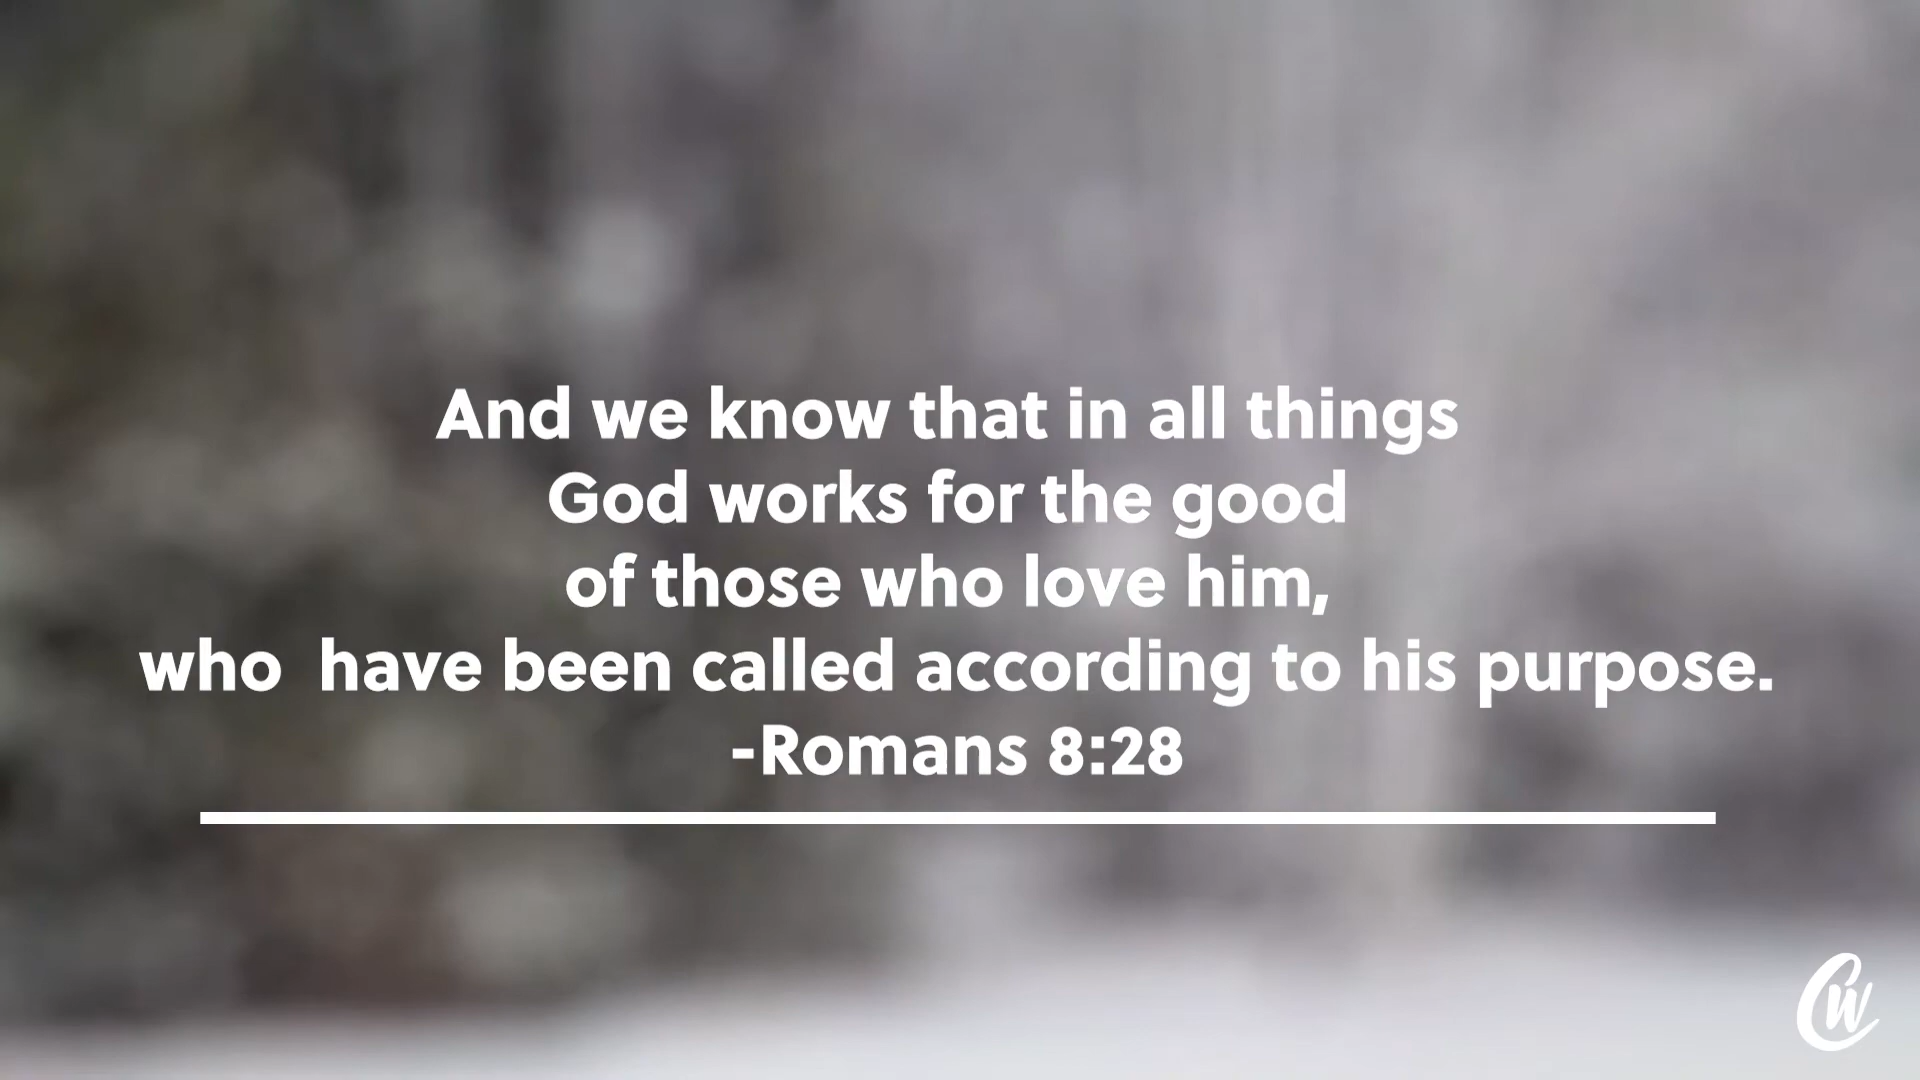 And we know that in all things
God works for the good
of those who love him,
who  have been called according to his purpose.
-Romans 8:28
CW